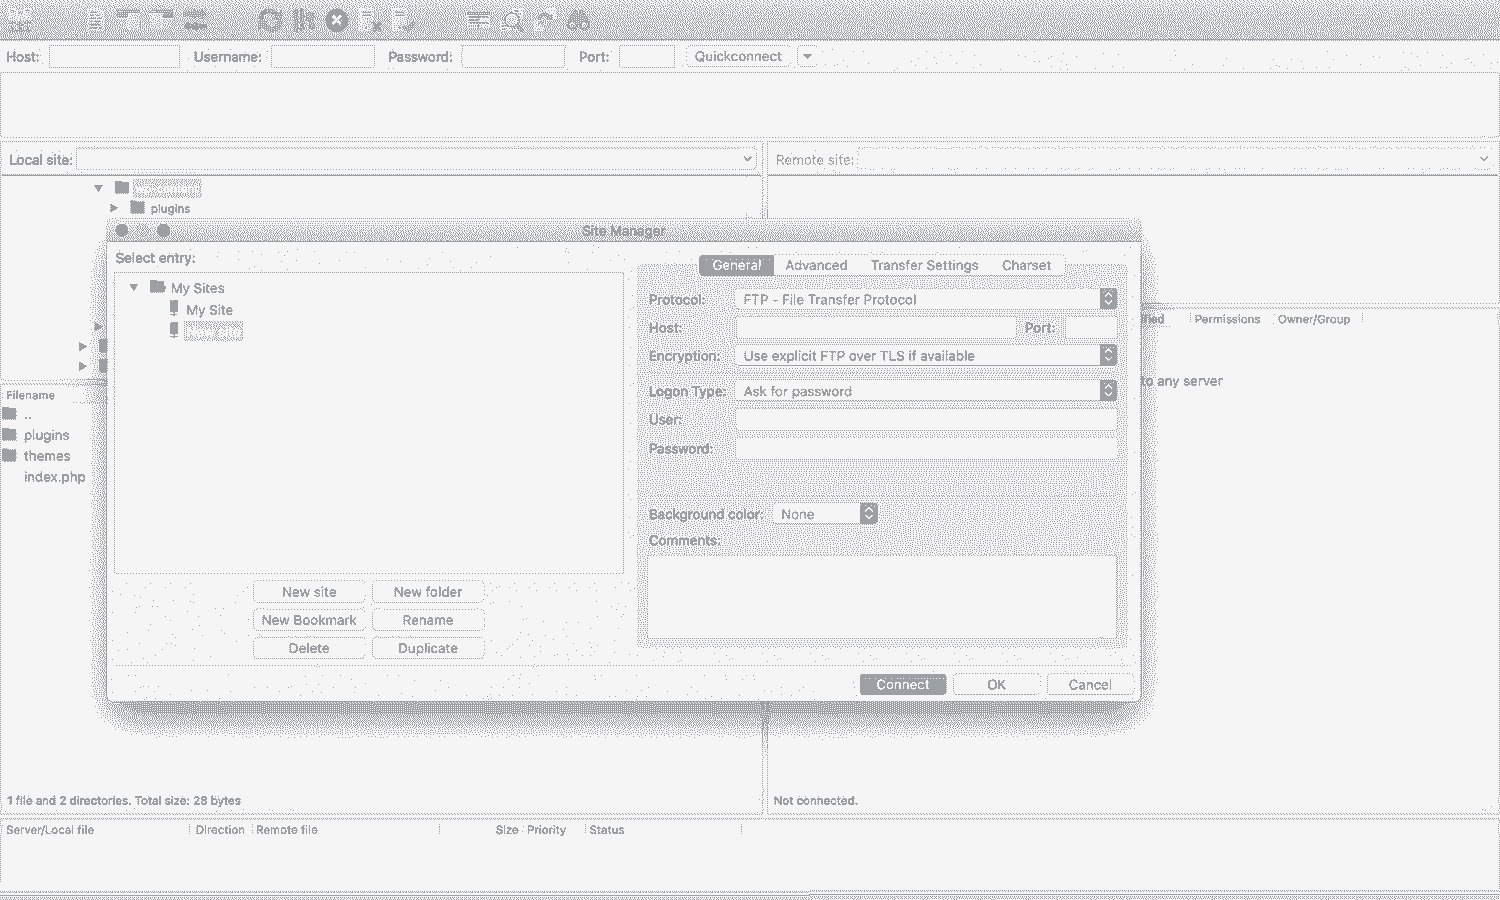 Host: Username: Password: Port: Quickconnect
Local site: Remote site:
plugins
Site Manager
Select entry:
General Advanced Transfer Settings Charset
My Sites
My Site
Protocol: FTP - File Transfer Protocol
Host: Port:
Encryption: Use explicit FTP over TLS if available
Logon Type: Ask for password
User:
Password:
Background color: None
Comments:
New site New folder
New Bookmark Rename
Delete Duplicate
Connect OK Cancel
Permissions Owner/Group
to any server
Filename
..
plugins
themes
index.php
1 file and 2 directories. Total size: 28 bytes
Not connected.
Server/Local file Direction Remote file Size Priority Status